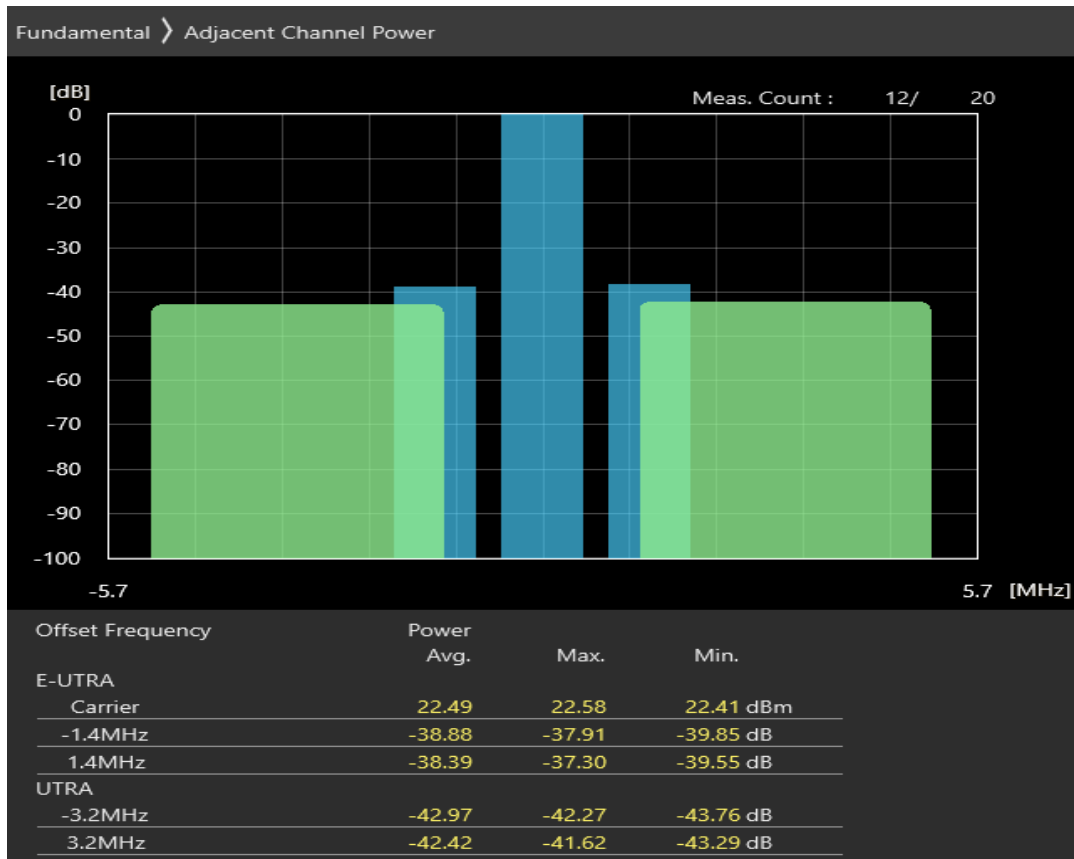 Fundamental 〉 Adjacent Channel Power
[dB]
Meas. Count : 12/ 20
0
-10
-20
-30
-40
-50
-60
-70
-80
-90
-100
-5.7 5.7 [MHz]
Offset Frequency Power
Avg. Max. Min.
E-UTRA
Carrier 22.49 22.58 22.41 dBm
-1.4MHz -38.88 -37.91 -39.85 dB
1.4MHz -38.39 -37.30 -39.55 dB
UTRA
-3.2MHz -42.97 -42.27 -43.76 dB
3.2MHz -42.42 -41.62 -43.29 dB